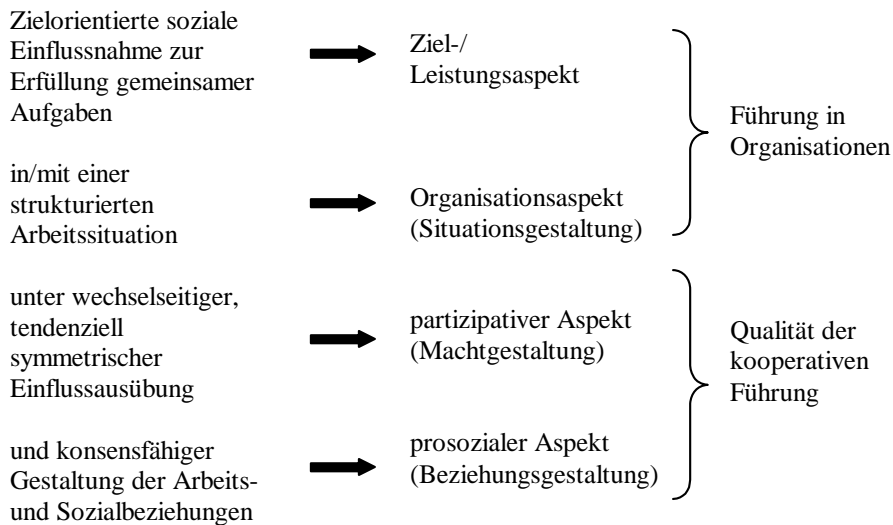 Zielorientierte soziale
Einflussnahme zur
Erfüllung gemeinsamer
Aufgaben
Ziel-/
Leistungsaspekt
in/mit einer
strukturierten
Arbeitssituation
Organisationsaspekt
(Situationsgestaltung)
Führung in
Organisationen
unter wechselseitiger,
tendenziell
symmetrischer
Einflussausübung
partizipativer Aspekt
(Machtgestaltung)
und konsensfähiger
Gestaltung der Arbeits-
und Sozialbeziehungen
prosozialer Aspekt
(Beziehungsgestaltung)
Qualität der
kooperativen
Führung